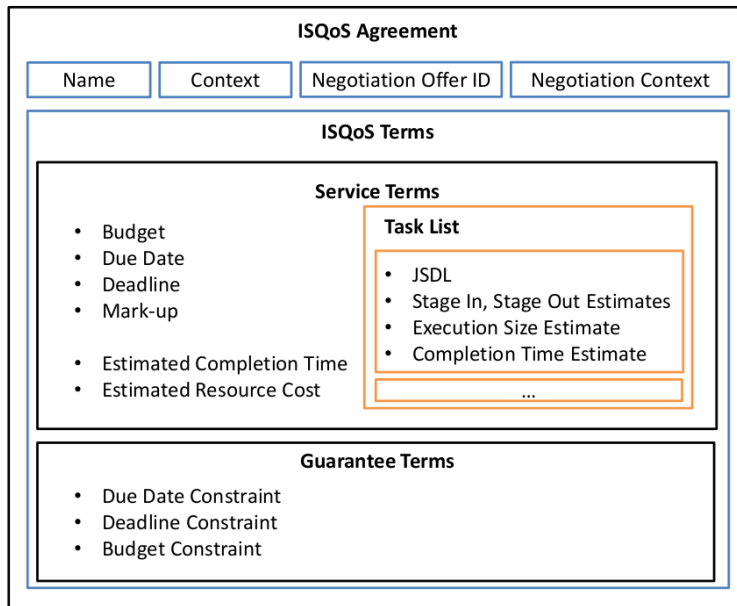 ISQoS Agreement
Name
Context
Negotiation Offer ID
Negotiation Context
ISQoS Terms
Service Terms
• Budget
• Due Date
• Deadline
• Mark-up
• Estimated Completion Time
• Estimated Resource Cost
Task List
• JSDL
• Stage In, Stage Out Estimates
• Execution Size Estimate
• Completion Time Estimate
...
Guarantee Terms
• Due Date Constraint
• Deadline Constraint
• Budget Constraint